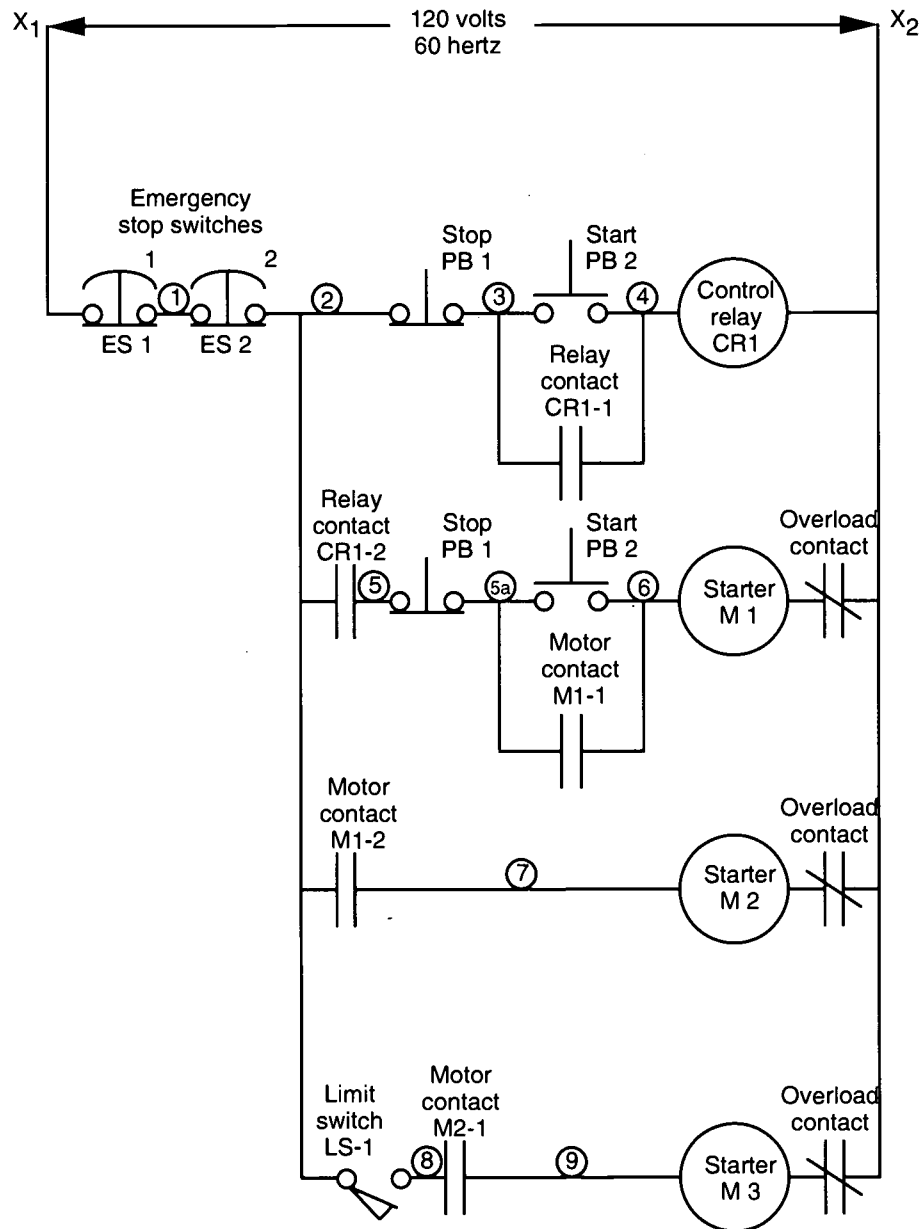 X1
120 volts
60 hertz
X2
Emergency
stop switches
1
2
1
ES 1
ES 2
2
Stop
PB 1
3
Start
PB 2
4
Control
relay
CR1
Relay
contact
CR1-1
Relay
contact
CR1-2
5
Stop
PB 1
5a
Start
PB 2
6
Starter
M 1
Overload
contact
Motor
contact
M1-1
Motor
contact
M1-2
7
Starter
M 2
Overload
contact
Limit
switch
LS-1
8
Motor
contact
M2-1
9
Starter
M 3
Overload
contact